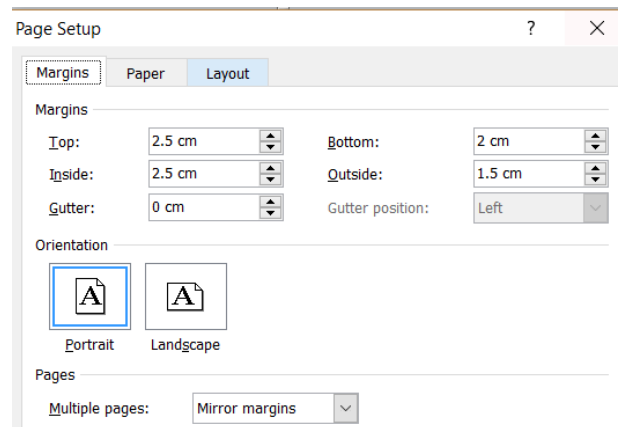 Page Setup ? X
Margins Paper Layout
Margins
Top: 2.5 cm Bottom: 2 cm
Inside: 2.5 cm Outside: 1.5 cm
Gutter: 0 cm Gutter position: Left
Orientation
A A
Portrait Landscape
Pages
Multiple pages: Mirror margins